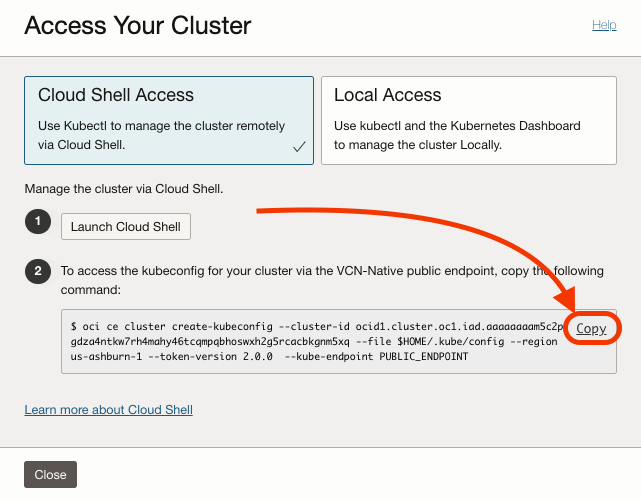 Access Your Cluster
Help
Cloud Shell Access
Use Kubectl to manage the cluster remotely
via Cloud Shell.
Local Access
Use kubectl and the Kubernetes Dashboard
to manage the cluster Locally.
Manage the cluster via Cloud Shell.
1
Launch Cloud Shell
2
To access the kubeconfig for your cluster via the VCN-Native public endpoint, copy the following
command:
$ oci ce cluster create-kubeconfig --cluster-id ocid1.cluster.oc1.iad.aaaaaaaam5c2p
Copy
gdza4ntkw7rh4mahy46tcqmpqbhoswxh2g5rcacbkgnm5xq --file $HOME/.kube/config --region
us-ashburn-1 --token-version 2.0.0 --kube-endpoint PUBLIC_ENDPOINT
Learn more about Cloud Shell
Close